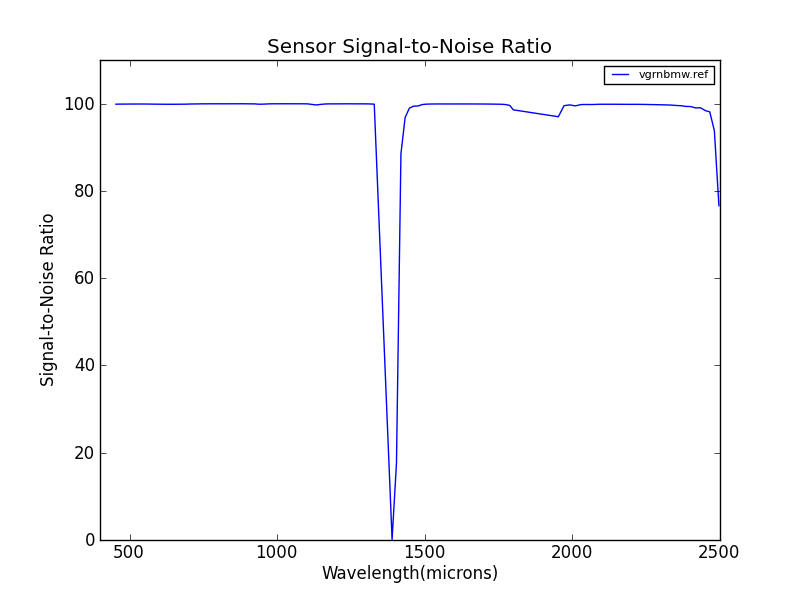 Sensor Signal-to-Noise Ratio
vgrnbmw.ref
100
80
60
40
20
0
Signal-to-Noise Ratio
500 1000 1500 2000 2500
Wavelength(microns)